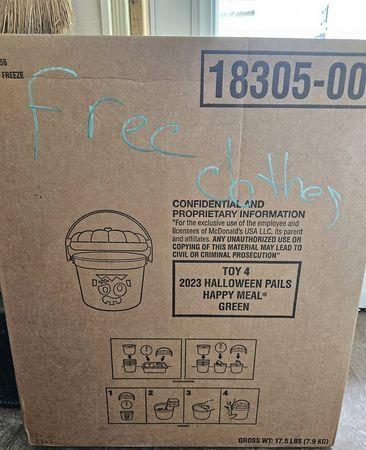 56
FREEZE
18305-00
Free
clothes
CONFIDENTIAL AND
PROPRIETARY INFORMATION
"For the exclusive use of the employee and
licensees of McDonald's USA LLC, its parent
and affiliates. ANY UNAUTHORIZED USE OR
COPYING OF THIS MATERIAL MAY LEAD TO
CIVIL OR CRIMINAL PROSECUTION"
TOY 4
2023 HALLOWEEN PAILS
HAPPY MEAL®
GREEN
1 2 3 4
GROSS WT: 17.5 LBS (7.9 KG)